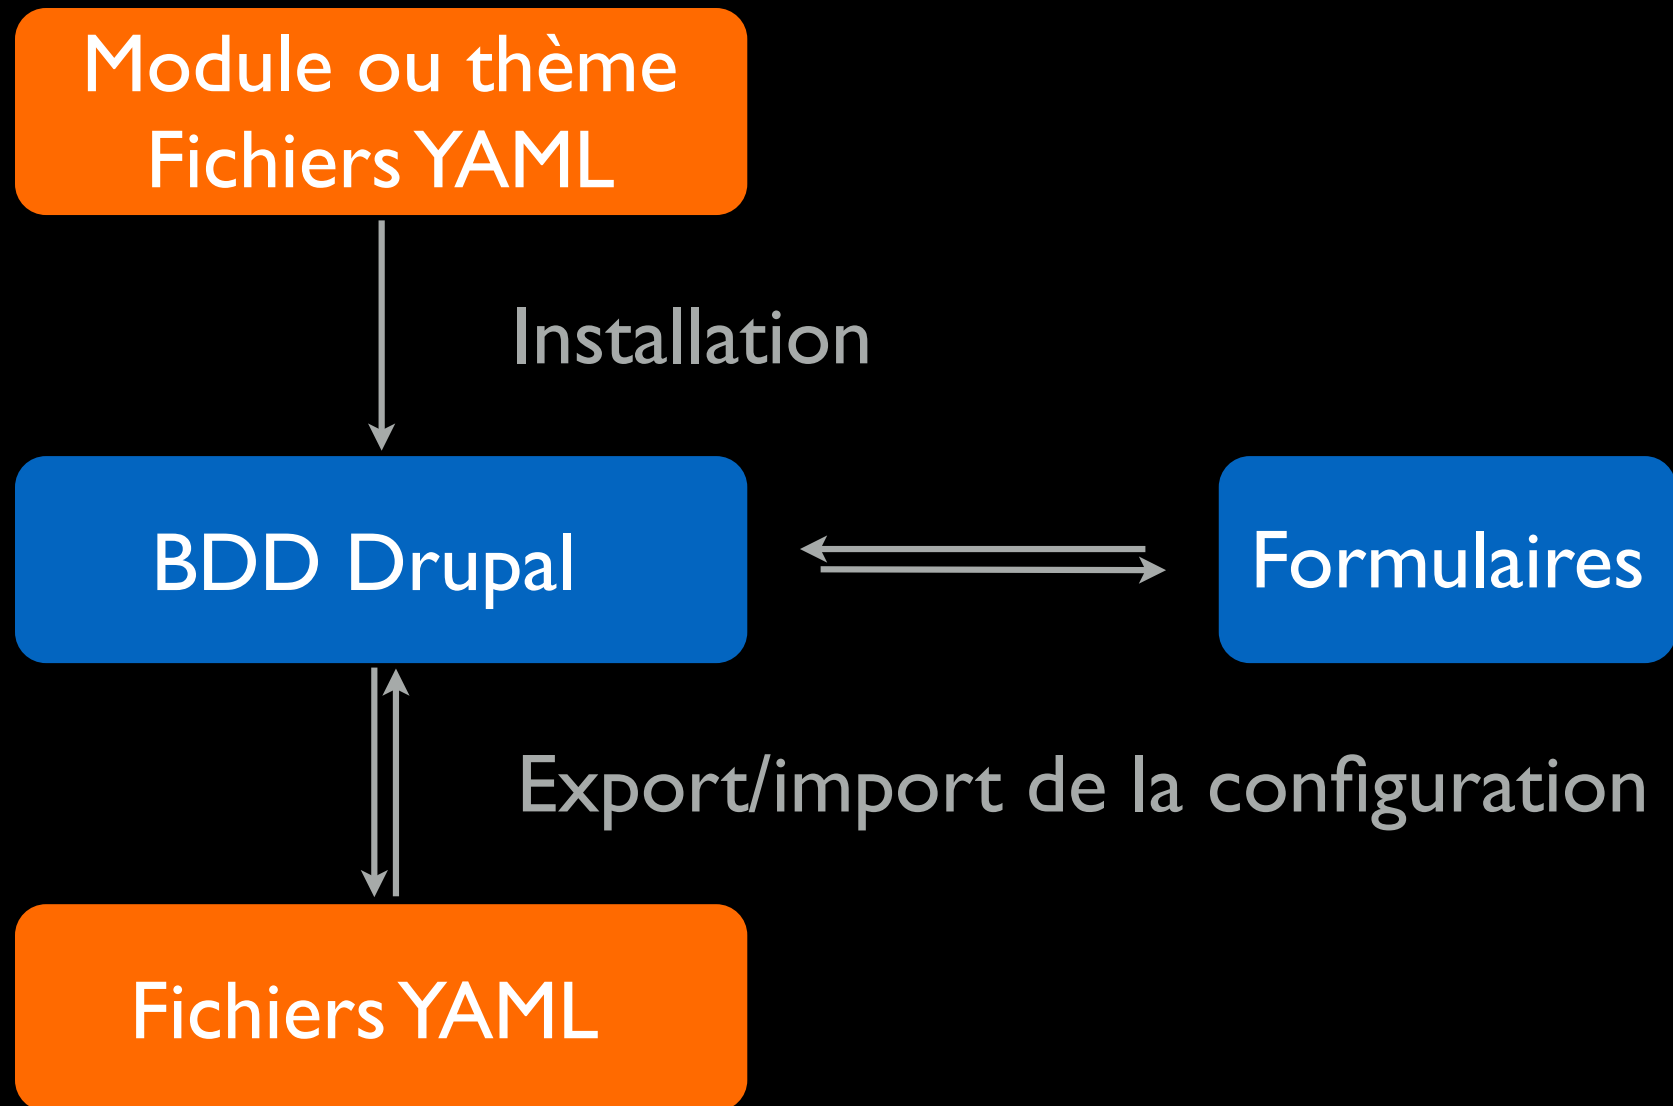 Module ou thème
Fichiers YAML
Installation
BDD Drupal
Formulaires
Export/import de la configuration
Fichiers YAML